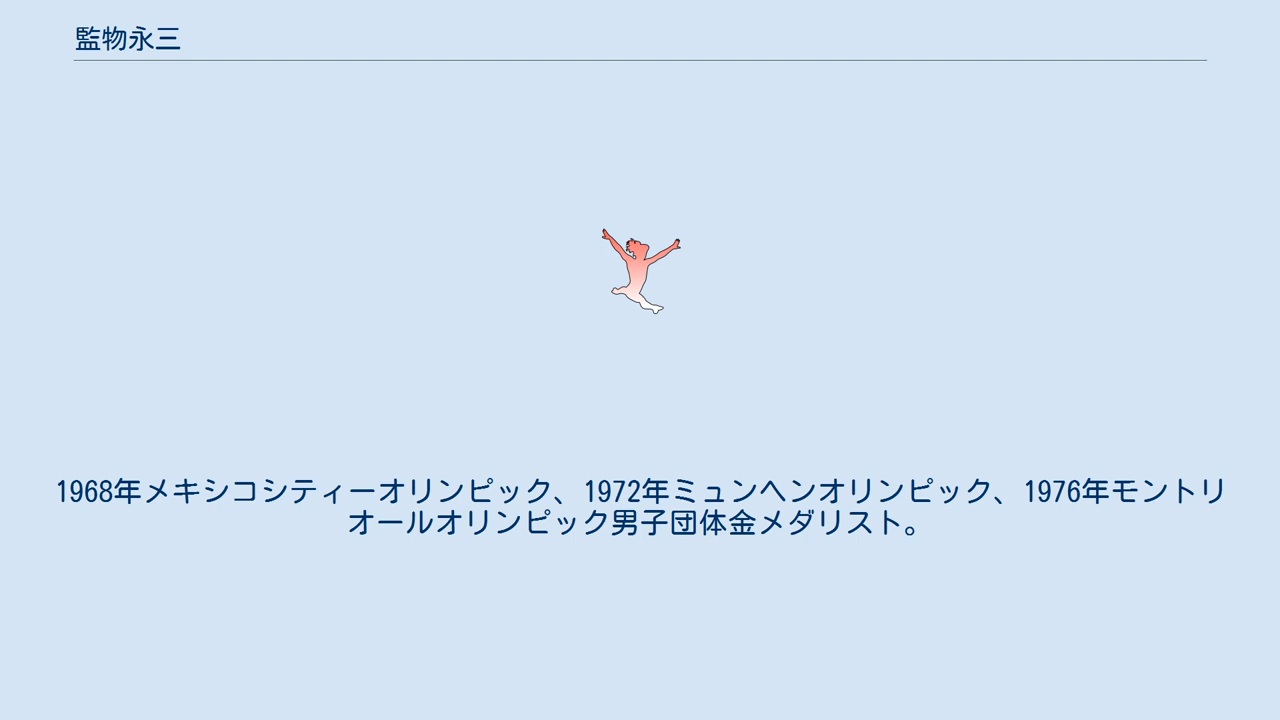 監物永三
1968年メキシコシティーオリンピック、1972年ミュンヘンオリンピック、1976年モントリ
オールオリンピック男子団体金メダリスト。